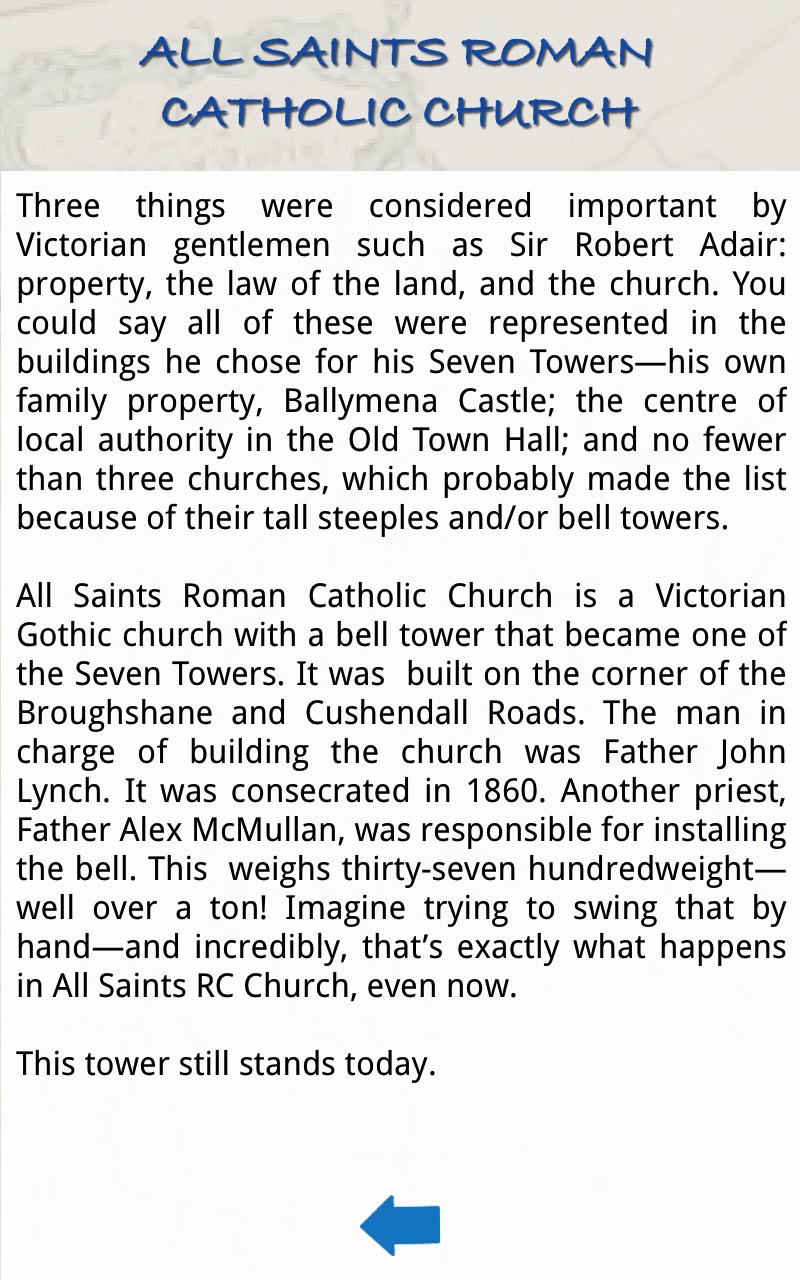 ALL SAINTS ROMAN
CATHOLIC CHURCH
Three things were considered important by
Victorian gentlemen such as Sir Robert Adair:
property, the law of the land, and the church. You
could say all of these were represented in the
buildings he chose for his Seven Towers—his own
family property, Ballymena Castle; the centre of
local authority in the Old Town Hall; and no fewer
than three churches, which probably made the list
because of their tall steeples and/or bell towers.
All Saints Roman Catholic Church is a Victorian
Gothic church with a bell tower that became one of
the Seven Towers. It was  built on the corner of the
Broughshane and Cushendall Roads. The man in
charge of building the church was Father John
Lynch. It was consecrated in 1860. Another priest,
Father Alex McMullan, was responsible for installing
the bell. This  weighs thirty-seven hundredweight—
well over a ton! Imagine trying to swing that by
hand—and incredibly, that’s exactly what happens
in All Saints RC Church, even now.
This tower still stands today.